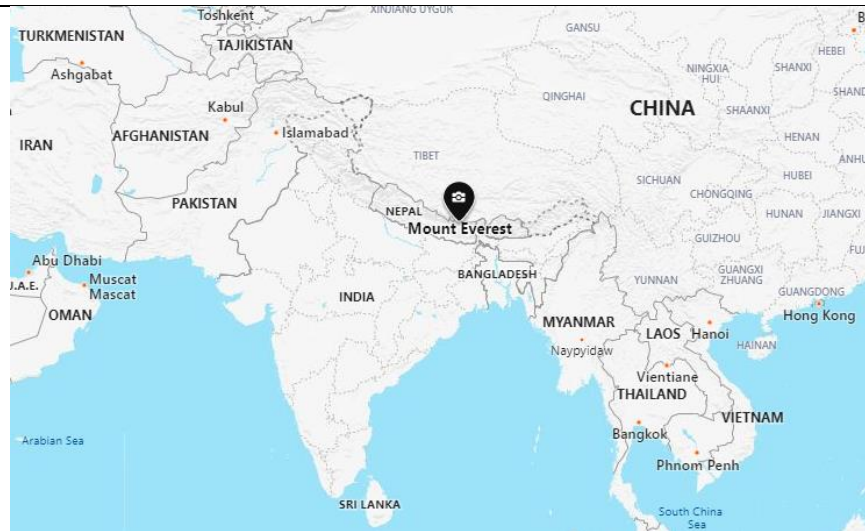 XINJIANG UYGUR
Toshkent
TURKMENISTAN
TAJIKISTAN
GANSU
HEBEI
Ashgabat
NINGXIA
HUI
SHANXI
QINGHAI
Kabul
CHINA
SHAANXI
IRAN
AFGHANISTAN
Islamabad
HENAN
TIBET
SICHUAN
HUBEI
CHONGQING
PAKISTAN
NEPAL
Mount Everest
HUNAN
JIANGXI
GUIZHOU
Abu Dhabi
Muscat
Mascat
BANGLADESH
YUNNAN
GUANGXI
ZHUANG
OMAN
INDIA
GUANGDONG
Hong Kong
MYANMAR
LAOS
Hanoi
HAINAN
Naypyidaw
Vientiane
THAILAND
VIETNAM
Arabian Sea
Bangkok
Phnom Penh
SRI LANKA
South China
Sea